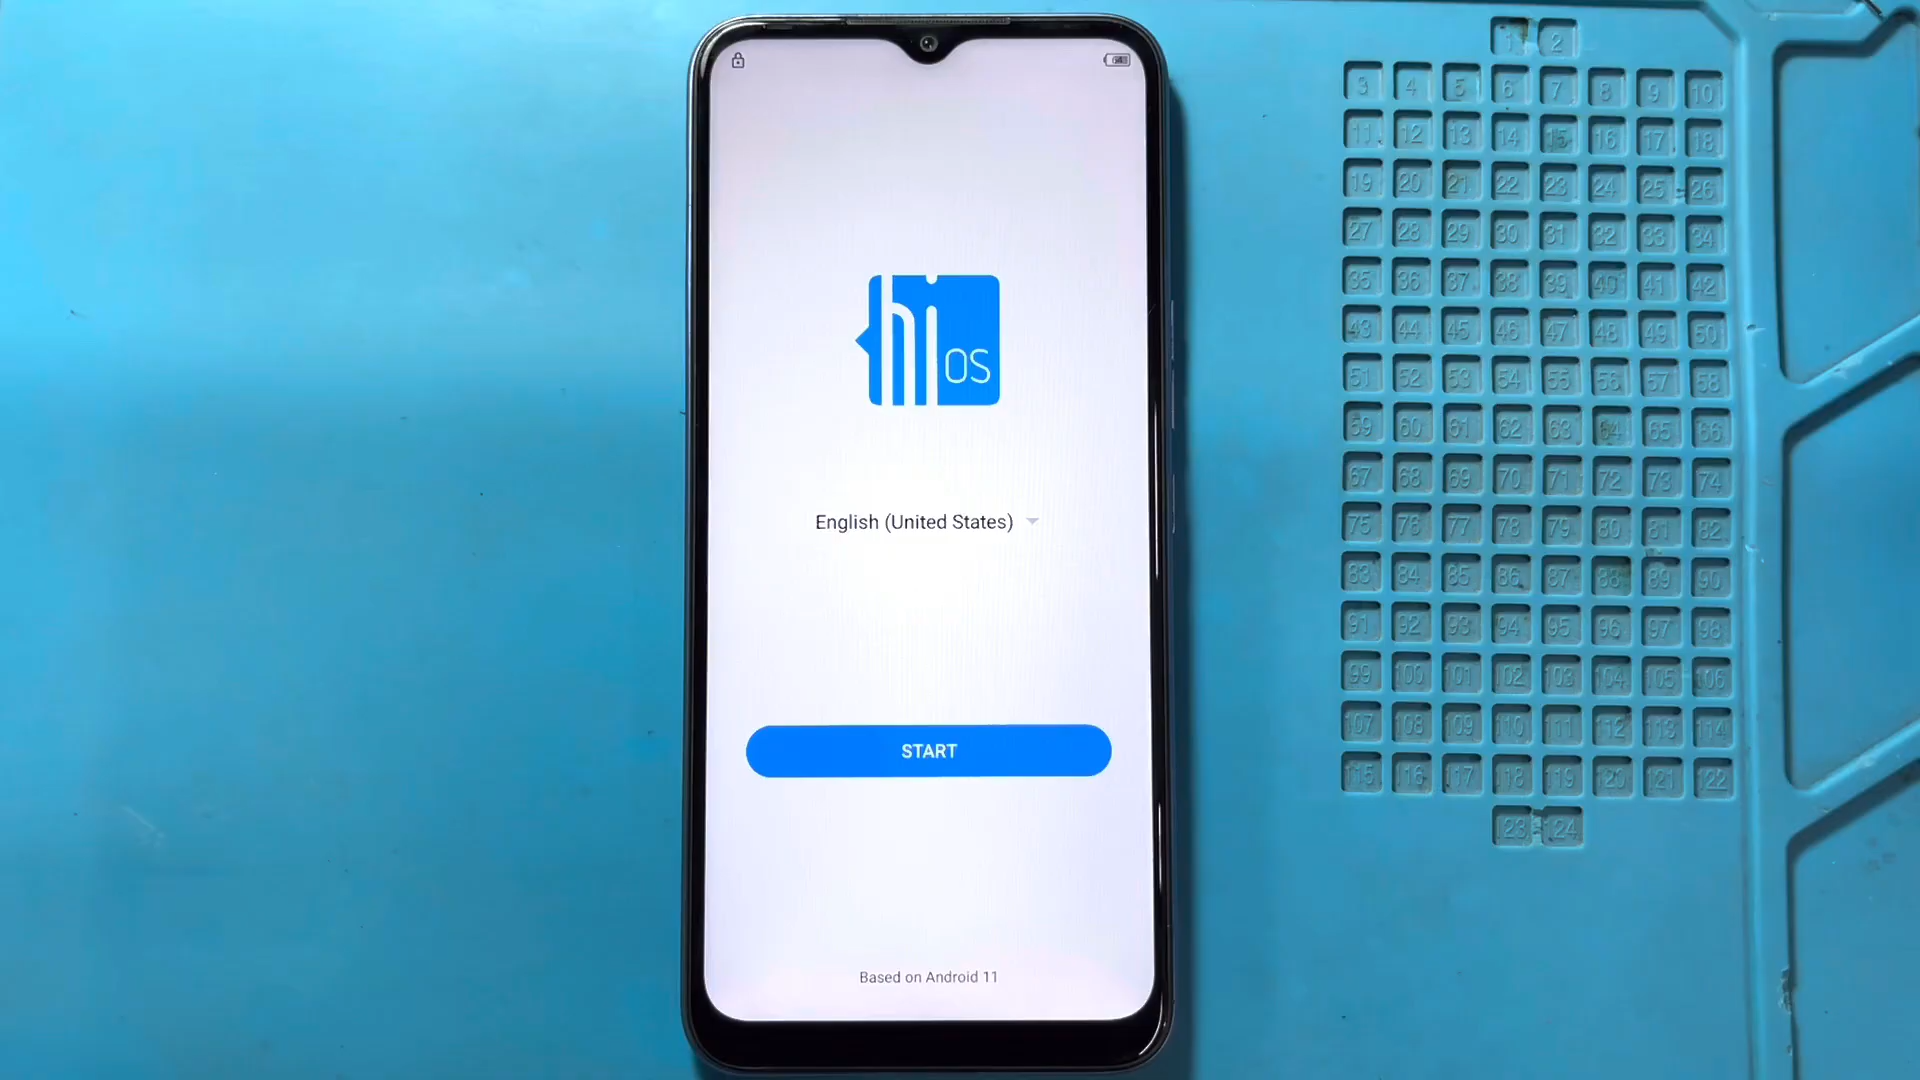 hi OS
English (United States)
START
Based on Android 11
1 2
3 4 5 6 7 8 9 10
11 12 13 14 15 16 17 18
19 20 21 22 23 24 25 26
27 28 29 30 31 32 33 34
35 36 37 38 39 40 41 42
43 44 45 46 47 48 49 50
51 52 53 54 55 56 57 58
59 60 61 62 63 64 65 66
67 68 69 70 71 72 73 74
75 76 77 78 79 80 81 82
83 84 85 86 87 88 89 90
91 92 93 94 95 96 97 98
99 100 101 102 103 104 105 106
107 108 109 110 111 112 113 114
115 116 117 118 119 120 121 122
123 124